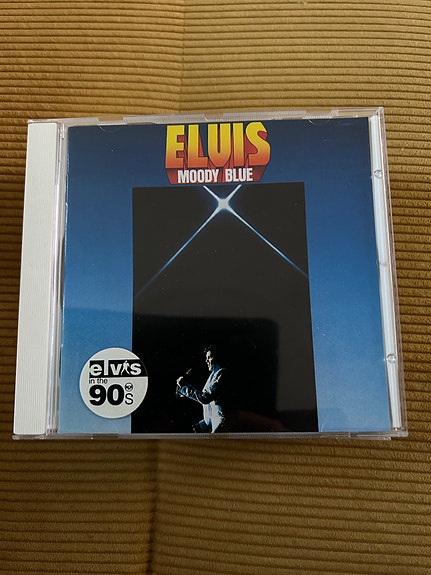 ELVIS
MOODY BLUE
elvis
in the
90s